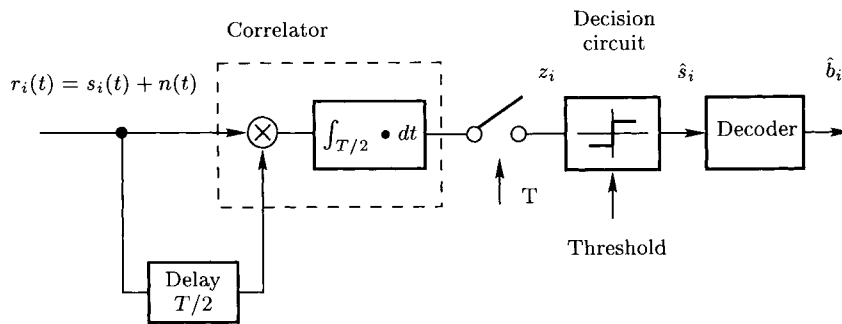 Correlator
Decision
circuit
r_i(t) = s_i(t) + n(t)
z_i
ŝ_i
b̂_i
∫_{T/2} • dt
Decoder
T
Threshold
Delay
T/2